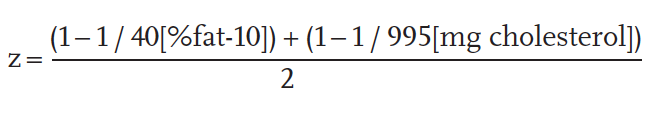 (1–1/40[%fat-10]) + (1–1/995[mg cholesterol])
z=
2